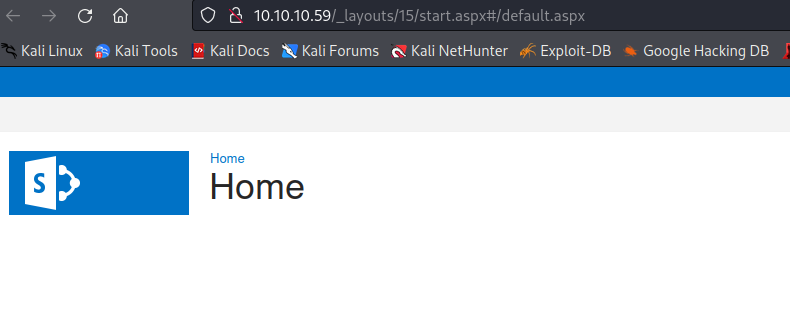 10.10.10.59/_layouts/15/start.aspx#/default.aspx
Kali Linux Kali Tools Kali Docs Kali Forums Kali NetHunter Exploit-DB Google Hacking DB
S Home
Home